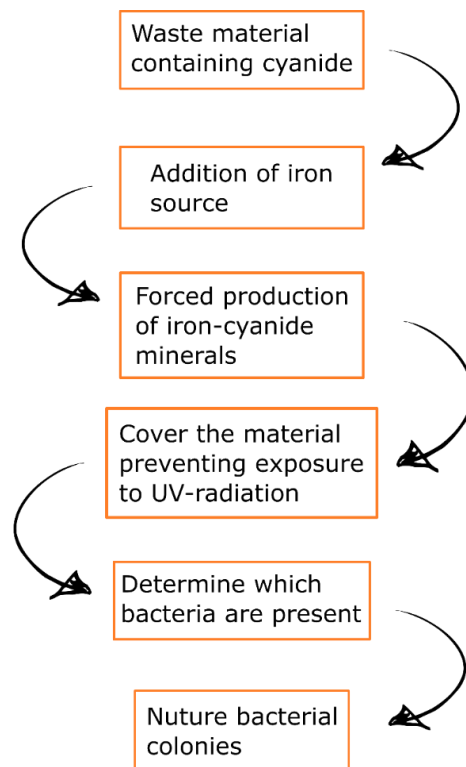 Waste material
containing cyanide
Addition of iron
source
Forced production
of iron-cyanide
minerals
Cover the material
preventing exposure
to UV-radiation
Determine which
bacteria are present
Nuture bacterial
colonies